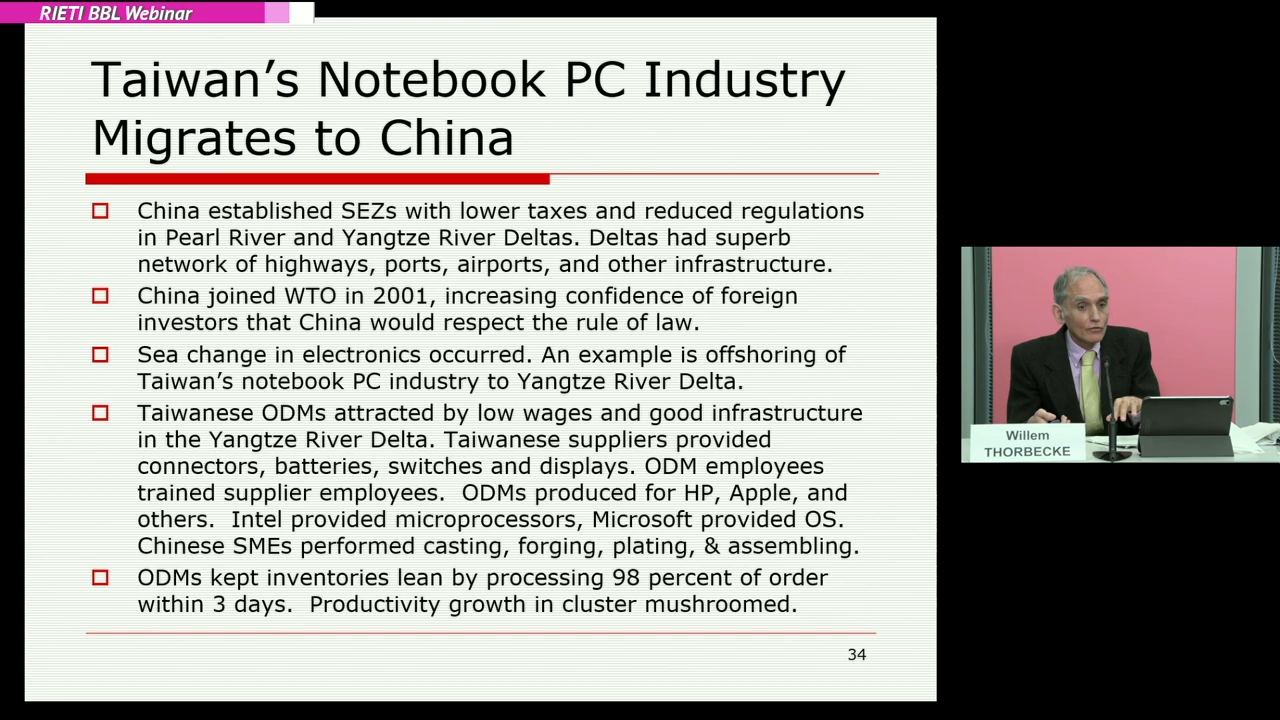 RIETI BBL Webinar
Taiwan's Notebook PC Industry
Migrates to China
China established SEZs with lower taxes and reduced regulations
in Pearl River and Yangtze River Deltas. Deltas had superb
network of highways, ports, airports, and other infrastructure.
China joined WTO in 2001, increasing confidence of foreign
investors that China would respect the rule of law.
Sea change in electronics occurred. An example is offshoring of
Taiwan's notebook PC industry to Yangtze River Delta.
Taiwanese ODMs attracted by low wages and good infrastructure
in the Yangtze River Delta. Taiwanese suppliers provided
connectors, batteries, switches and displays. ODM employees
trained supplier employees.  ODMs produced for HP, Apple, and
others.  Intel provided microprocessors, Microsoft provided OS.
Chinese SMEs performed casting, forging, plating, & assembling.
ODMs kept inventories lean by processing 98 percent of order
within 3 days.  Productivity growth in cluster mushroomed.
34
Willem
THORBECKE